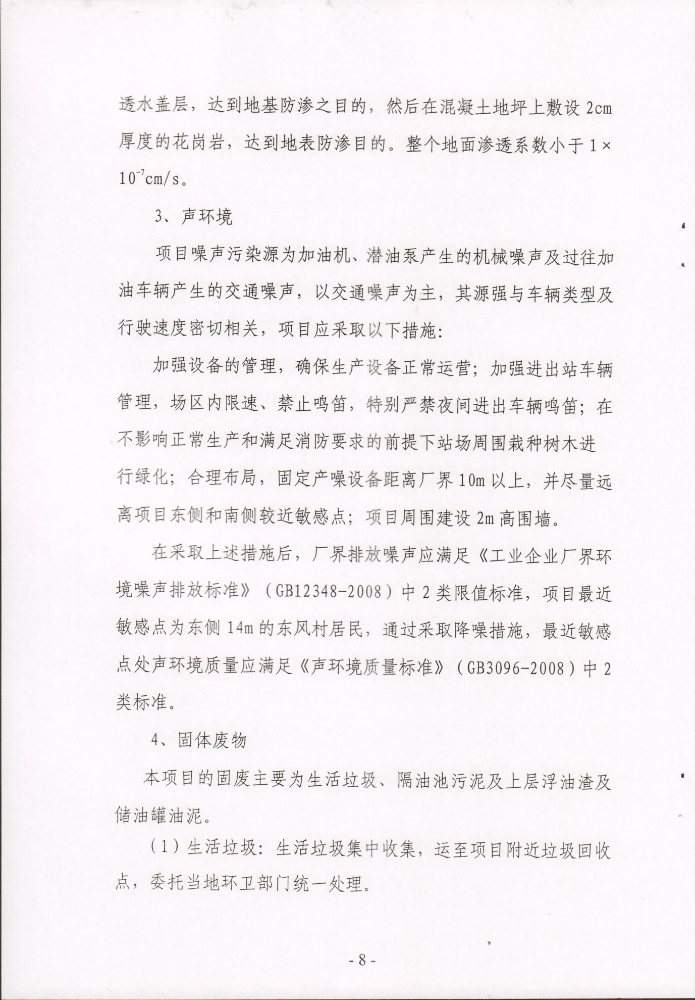 透水盖层，达到地基防渗之目的，然后在混凝土地坪上敷设 2cm
厚度的花岗岩，达到地表防渗目的。整个地面渗透系数小于 1×
10⁻⁷cm/s。
3、声环境
项目噪声污染源为加油机、潜油泵产生的机械噪声及过往加
油车辆产生的交通噪声，以交通噪声为主，其源强与车辆类型及
行驶速度密切相关，项目应采取以下措施：
加强设备的管理，确保生产设备正常运营；加强进出站车辆
管理，场区内限速、禁止鸣笛，特别严禁夜间进出车辆鸣笛；在
不影响正常生产和满足消防要求的前提下站场周围栽种树木进
行绿化；合理布局，固定产噪设备距离厂界 10m 以上，并尽量远
离项目东侧和南侧较近敏感点；项目周围建设 2m 高围墙。
在采取上述措施后，厂界排放噪声应满足《工业企业厂界环
境噪声排放标准》（GB12348-2008）中 2 类限值标准，项目最近
敏感点为东侧 14m 的东风村居民，通过采取降噪措施，最近敏感
点处声环境质量应满足《声环境质量标准》（GB3096-2008）中 2
类标准。
4、固体废物
本项目的固废主要为生活垃圾、隔油池污泥及上层浮油渣及
储油罐油泥。
（1）生活垃圾：生活垃圾集中收集，运至项目附近垃圾回收
点，委托当地环卫部门统一处理。
- 8 -